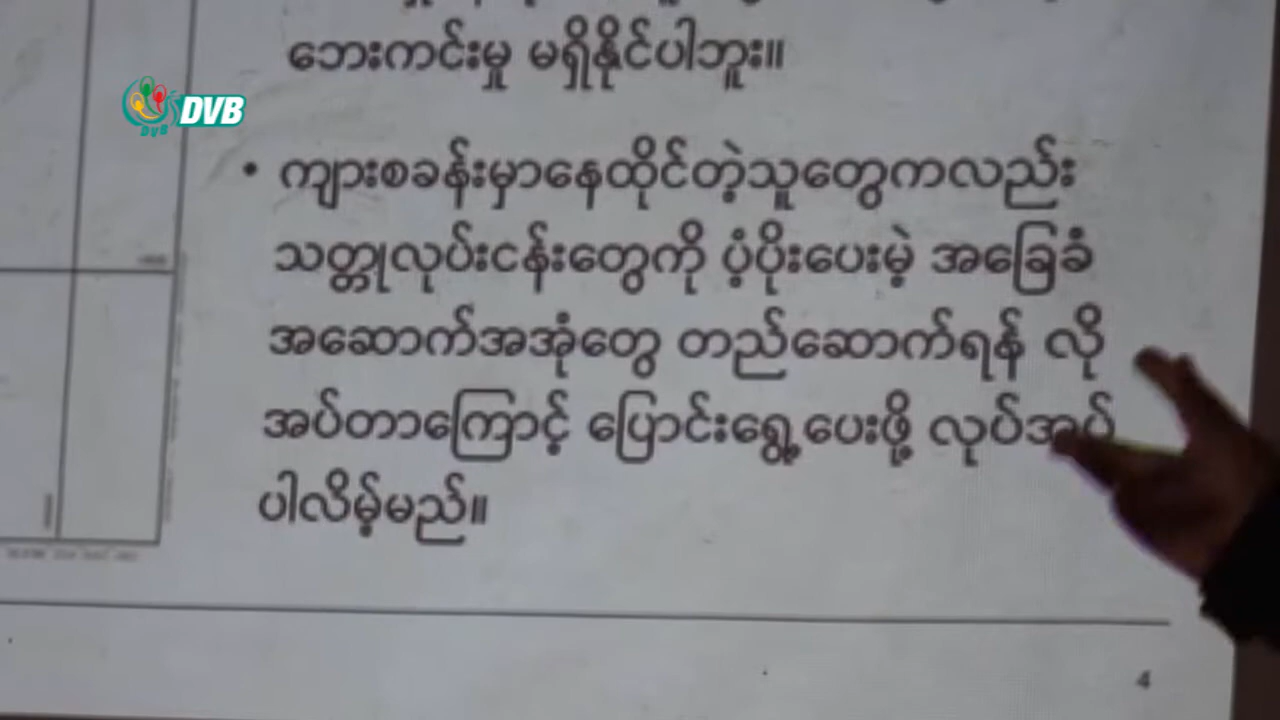 ဘေးကင်းမှု မရှိနိုင်ပါဘူး။
DVB
DVB
• ကျားစခန်းမှာနေထိုင်တဲ့သူတွေကလည်း
သတ္တုလုပ်းငန်းတွေကို ပံ့ပိုးပေးမဲ့ အခြေခံ
အဆောက်အအုံတွေ တည်ဆောက်ရန် လို
အပ်တာကြောင့် ပြောင်းရွှေ့ပေးဖို့ လုပ်အပ်
ပါလိမ့်မည်။
4